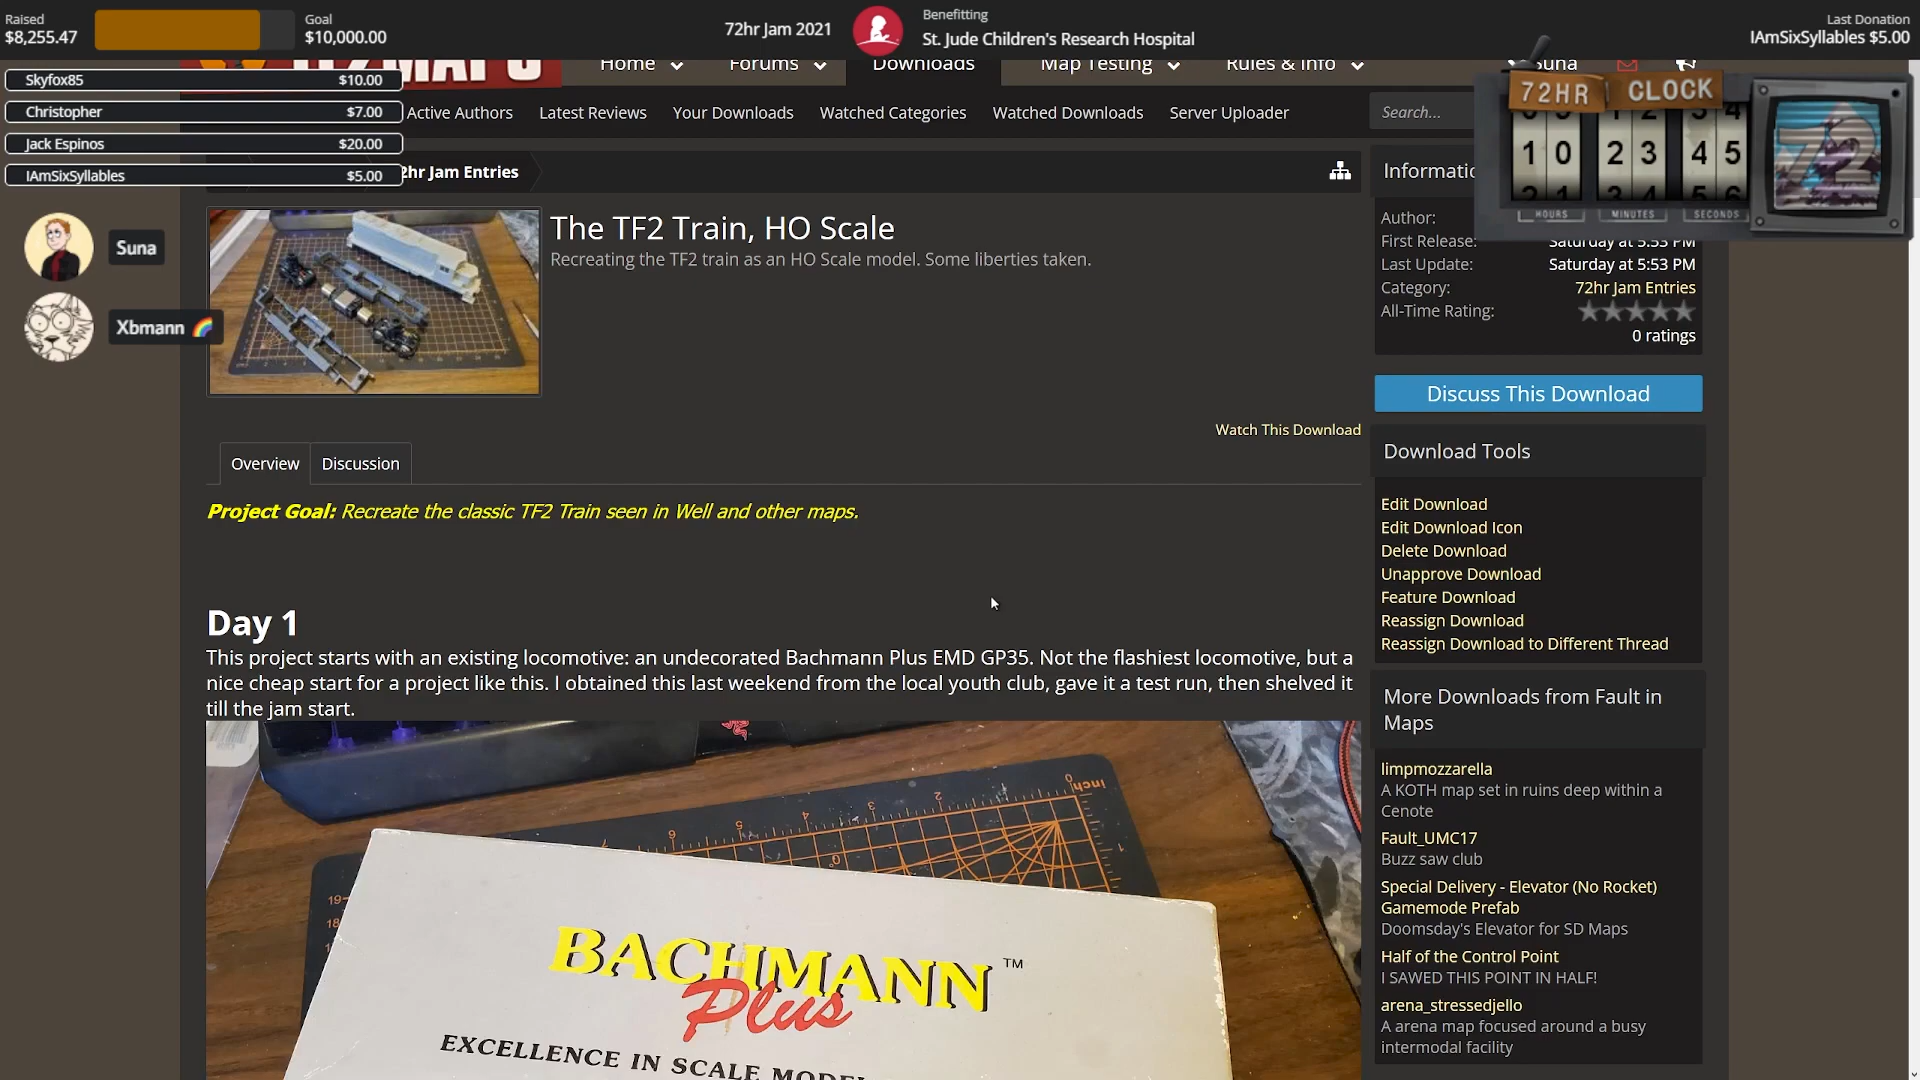 Raised
$8,255.47
Goal
$10,000.00
72hr Jam 2021
Benefitting
St. Jude Children's Research Hospital
Last Donation
IAmSixSyllables $5.00
Skyfox85 $10.00
Christopher $7.00
Jack Espinos $20.00
IAmSixSyllables $5.00
Suna
Xbmann
Home
Forums
Downloads
Map Testing
Rules & Info
Suna
Active Authors
Latest Reviews
Your Downloads
Watched Categories
Watched Downloads
Server Uploader
Search...
72HR CLOCK
10 23 45
HOURS MINUTES SECONDS
72
2hr Jam Entries
The TF2 Train, HO Scale
Recreating the TF2 train as an HO Scale model. Some liberties taken.
Watch This Download
Overview
Discussion
Project Goal: Recreate the classic TF2 Train seen in Well and other maps.
Day 1
This project starts with an existing locomotive: an undecorated Bachmann Plus EMD GP35. Not the flashiest locomotive, but a
nice cheap start for a project like this. I obtained this last weekend from the local youth club, gave it a test run, then shelved it
till the jam start.
BACHMANN ™
Plus
EXCELLENCE IN SCALE
Author:
First Release: Saturday at 5:53 PM
Last Update: Saturday at 5:53 PM
Category: 72hr Jam Entries
All-Time Rating:
0 ratings
Discuss This Download
Download Tools
Edit Download
Edit Download Icon
Delete Download
Unapprove Download
Feature Download
Reassign Download
Reassign Download to Different Thread
More Downloads from Fault in
Maps
limpmozzarella
A KOTH map set in ruins deep within a
Cenote
Fault_UMC17
Buzz saw club
Special Delivery - Elevator (No Rocket)
Gamemode Prefab
Doomsday's Elevator for SD Maps
Half of the Control Point
I SAWED THIS POINT IN HALF!
arena_stressedjello
A arena map focused around a busy
intermodal facility